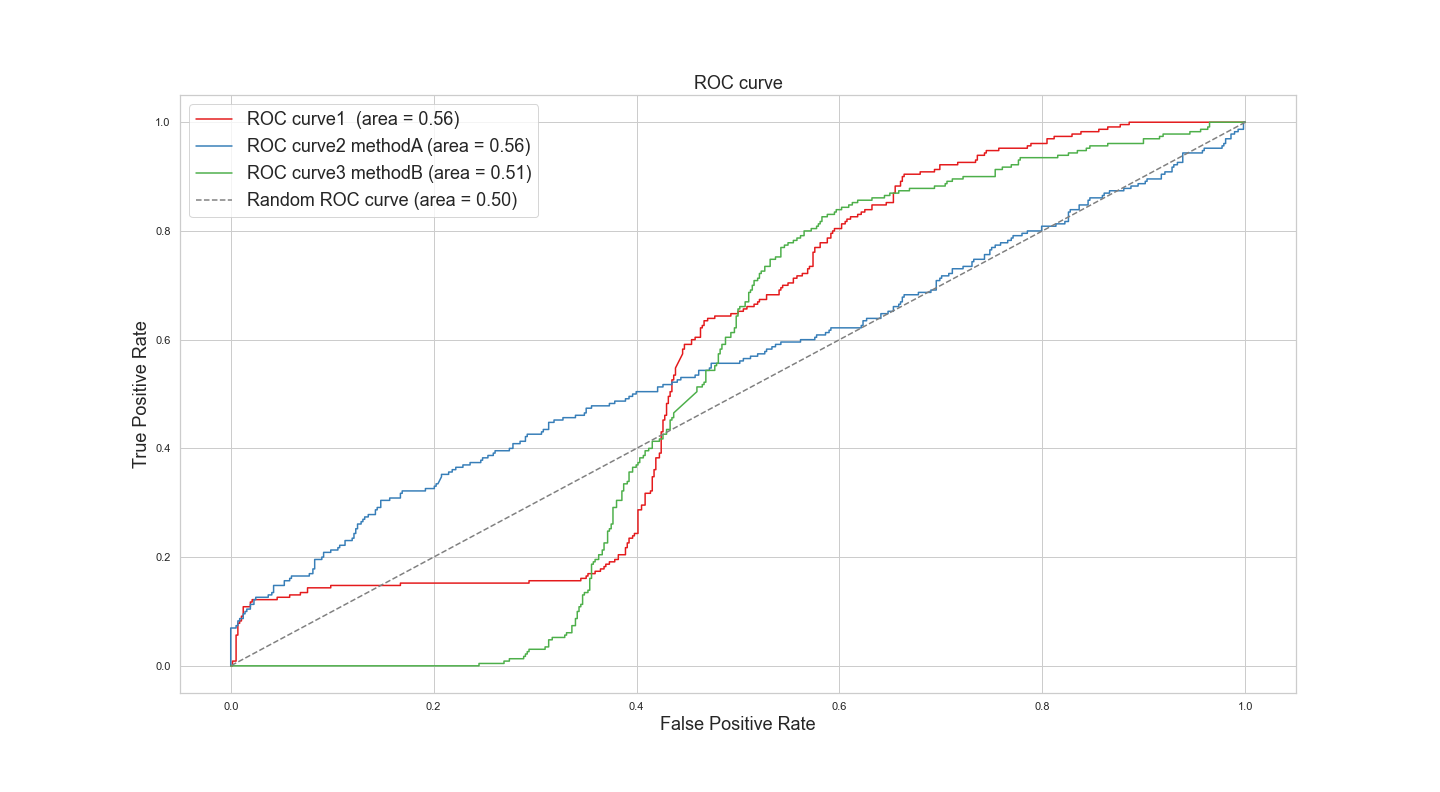 ROC curve
ROC curve1  (area = 0.56)
ROC curve2 methodA (area = 0.56)
ROC curve3 methodB (area = 0.51)
Random ROC curve (area = 0.50)
True Positive Rate
1.0
0.8
0.6
0.4
0.2
0.0
0.0 0.2 0.4 0.6 0.8 1.0
False Positive Rate